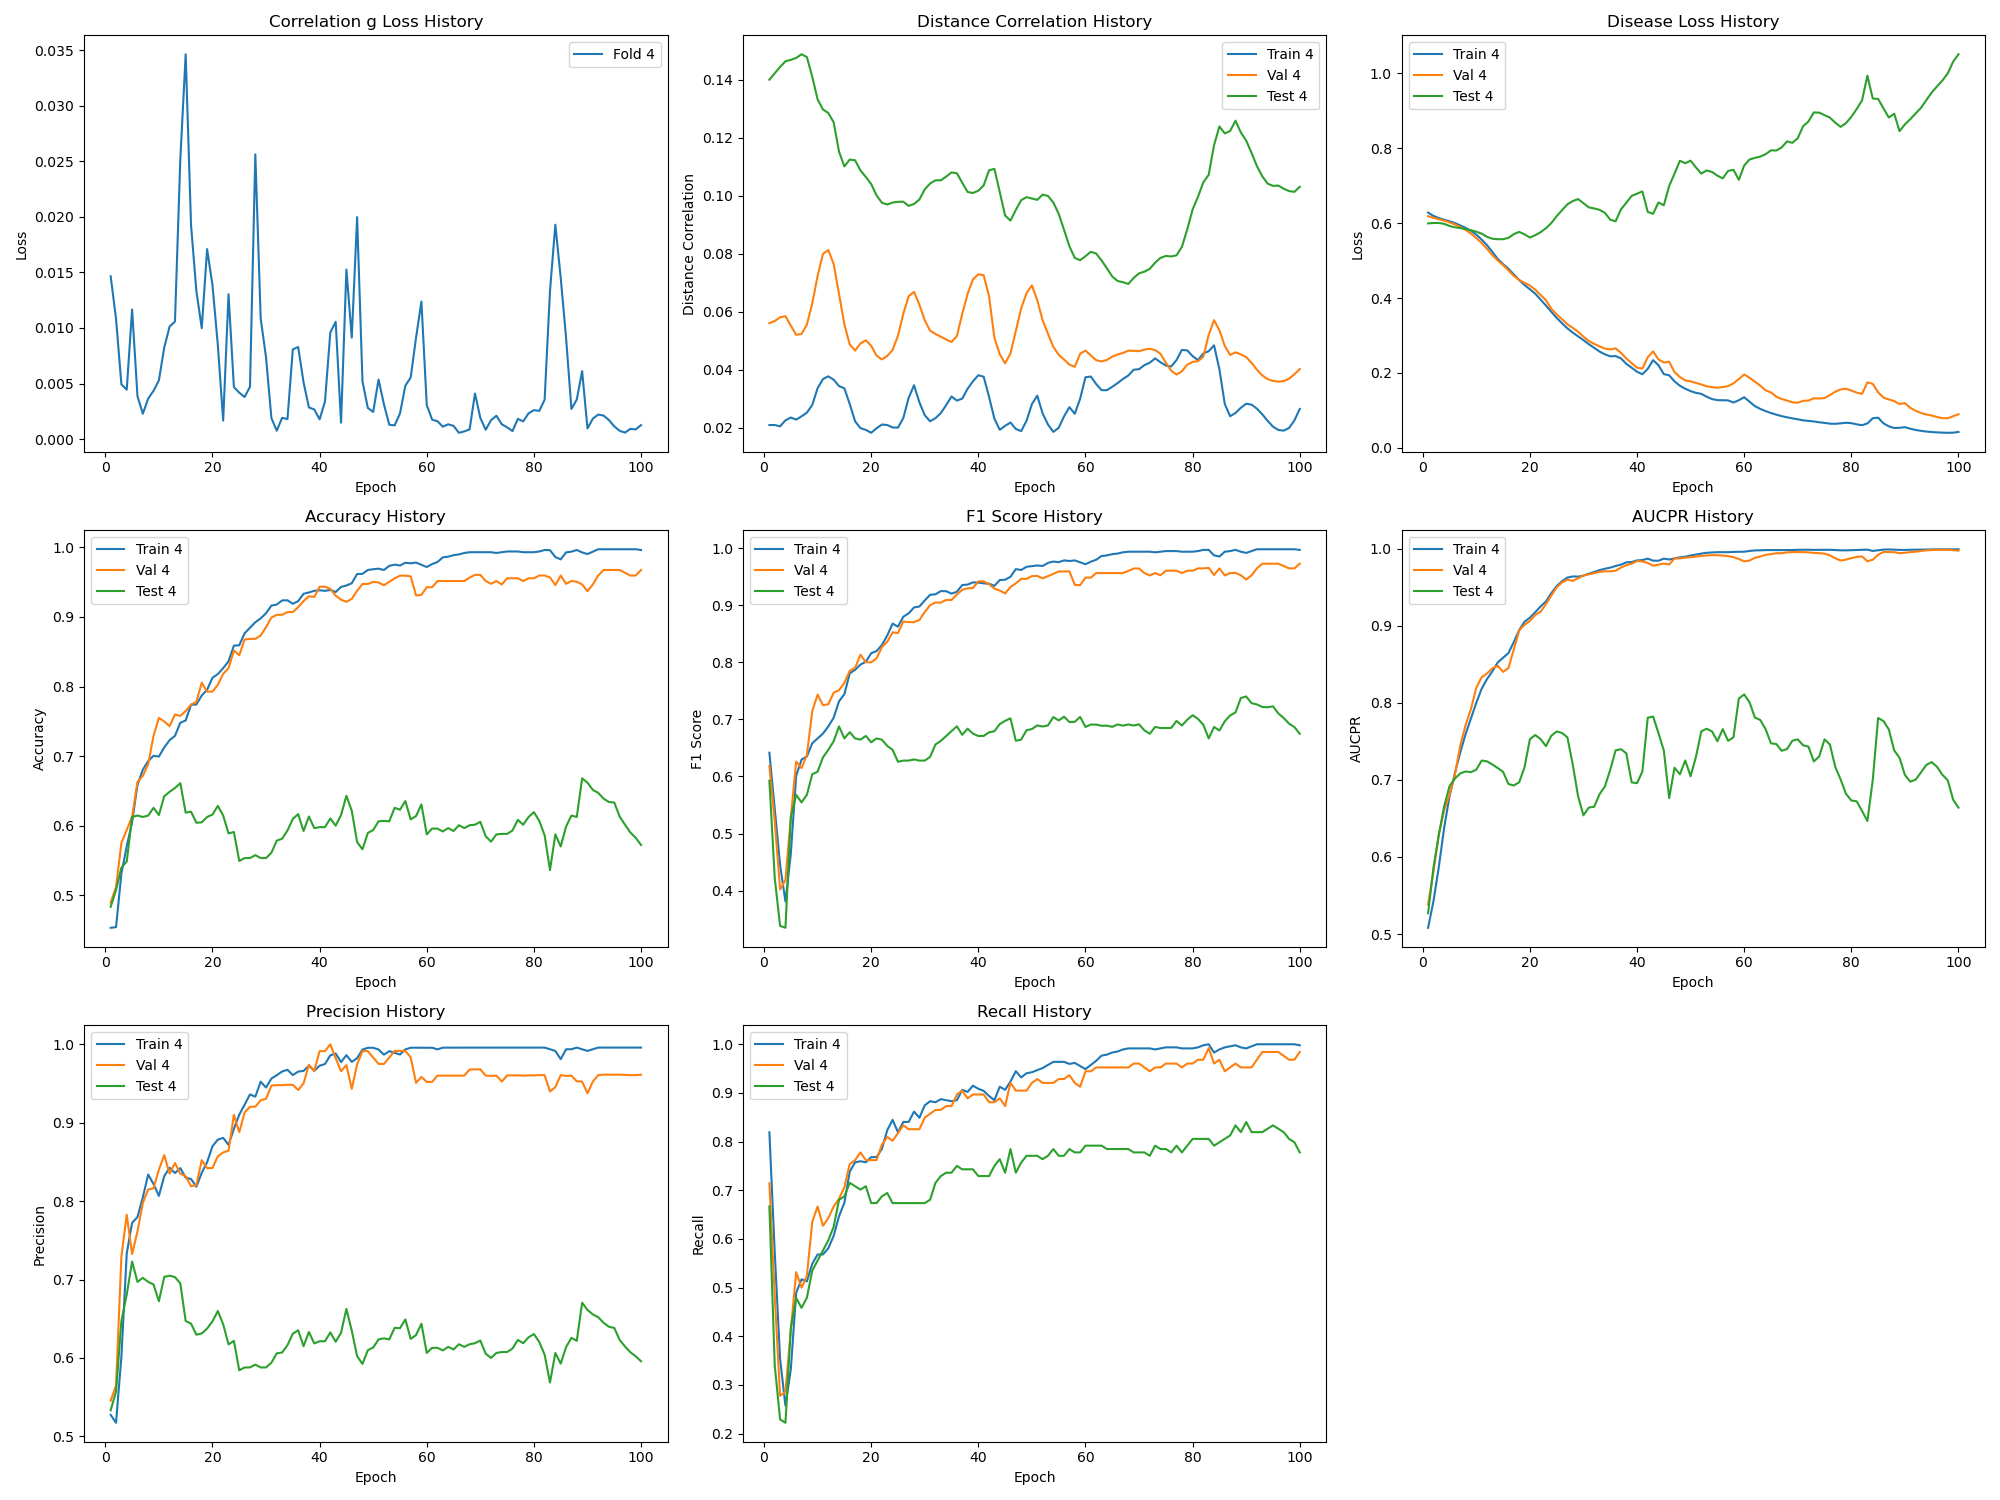 Correlation g Loss History
0.035
0.030
0.025
0.020
0.015
0.010
0.005
0.000
Loss
Fold 4
0 20 40 60 80 100
Epoch
Distance Correlation History
0.14
0.12
0.10
0.08
0.06
0.04
0.02
Distance Correlation
Train 4
Val 4
Test 4
0 20 40 60 80 100
Epoch
Disease Loss History
1.0
0.8
0.6
0.4
0.2
0.0
Loss
Train 4
Val 4
Test 4
0 20 40 60 80 100
Epoch
Accuracy History
1.0
0.9
0.8
0.7
0.6
0.5
Accuracy
Train 4
Val 4
Test 4
0 20 40 60 80 100
Epoch
F1 Score History
1.0
0.9
0.8
0.7
0.6
0.5
0.4
F1 Score
Train 4
Val 4
Test 4
0 20 40 60 80 100
Epoch
AUCPR History
1.0
0.9
0.8
0.7
0.6
0.5
AUCPR
Train 4
Val 4
Test 4
0 20 40 60 80 100
Epoch
Precision History
1.0
0.9
0.8
0.7
0.6
0.5
Precision
Train 4
Val 4
Test 4
0 20 40 60 80 100
Epoch
Recall History
1.0
0.9
0.8
0.7
0.6
0.5
0.4
0.3
0.2
Recall
Train 4
Val 4
Test 4
0 20 40 60 80 100
Epoch